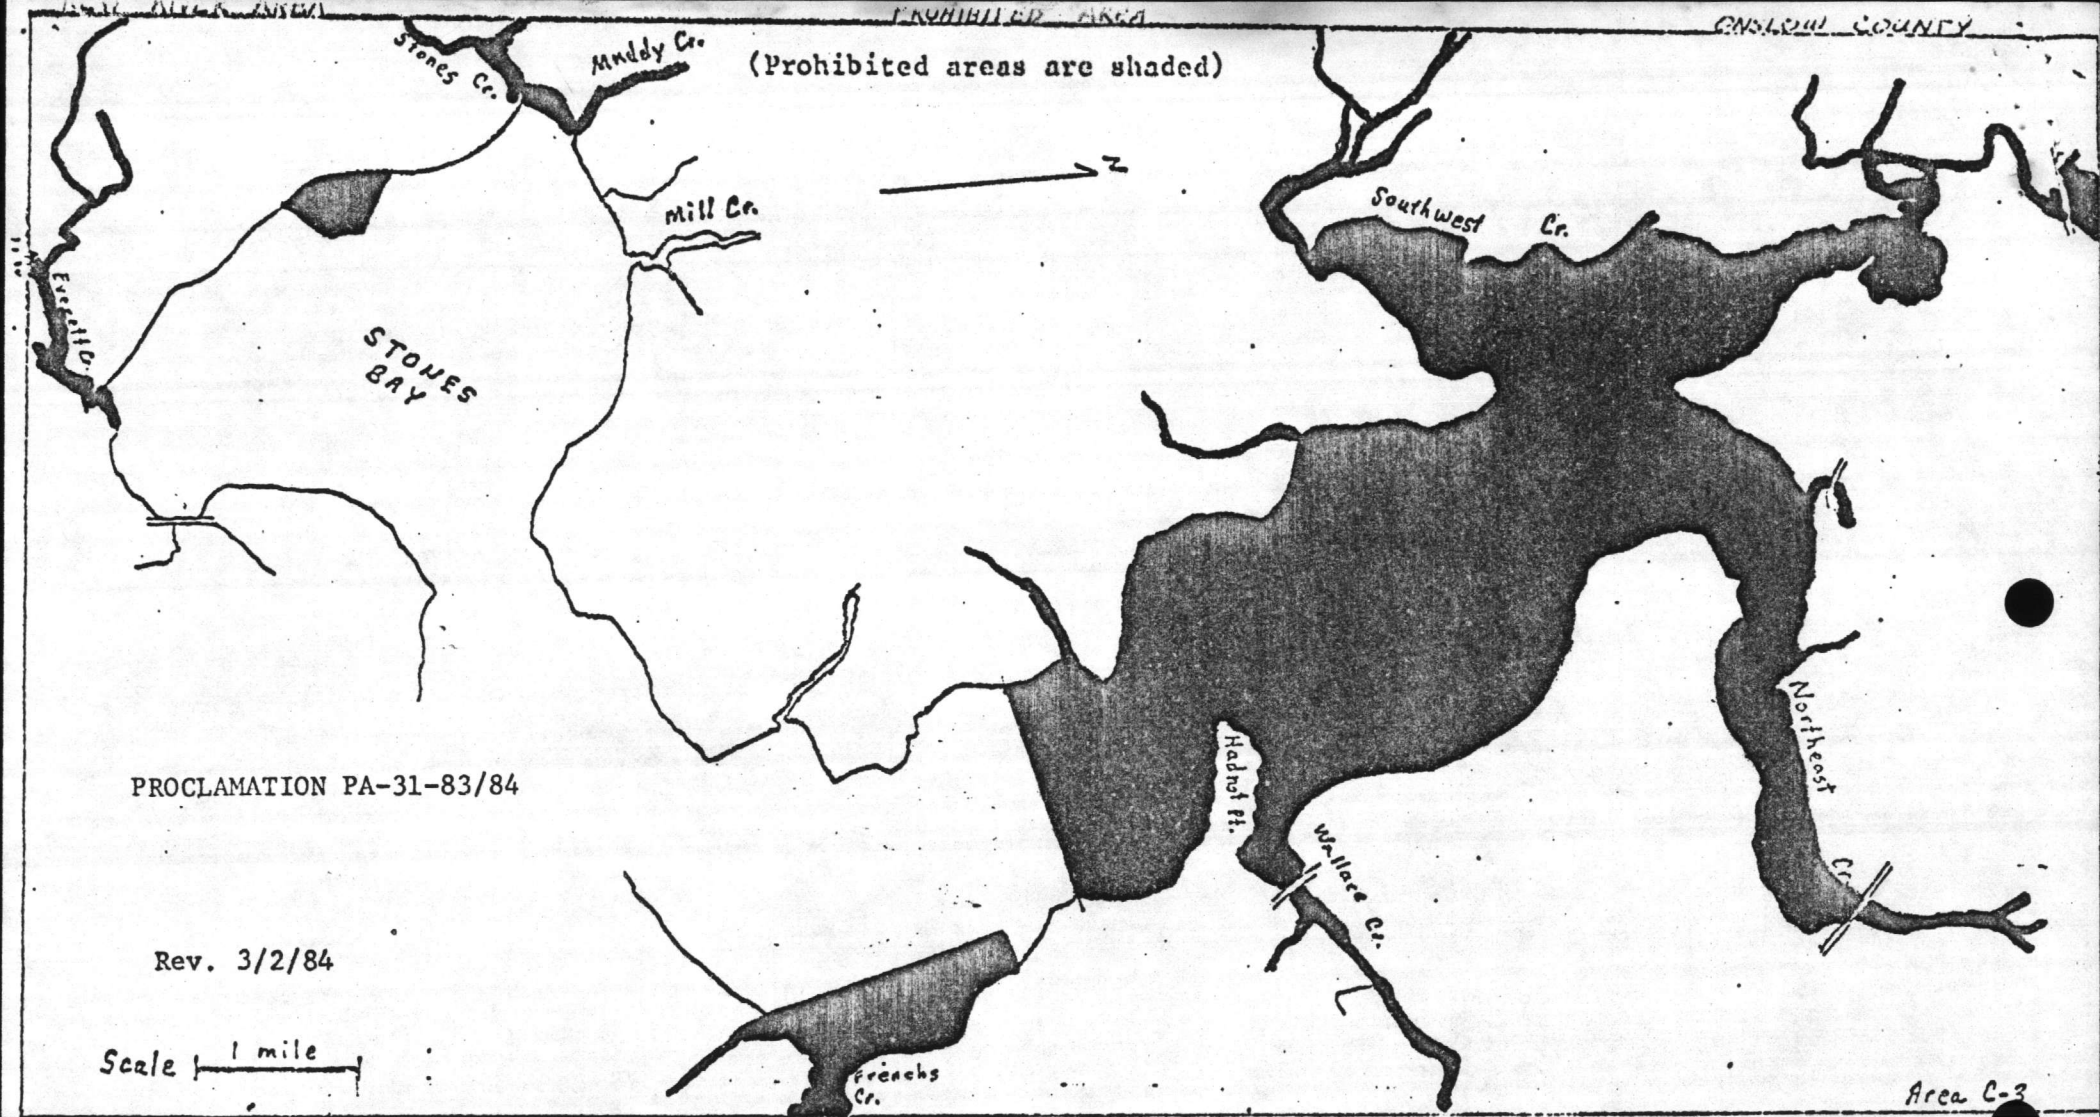 PROHIBITED AREA
ONSLOW COUNTY
(Prohibited areas are shaded)
Stones Cr.
Muddy Cr.
N
Mill Cr.
Southwest Cr.
Everett Cr.
STONES
BAY
Northeast Cr.
Hadnot Pt.
Wallace Cr.
PROCLAMATION PA-31-83/84
Rev. 3/2/84
Scale 1 mile
Frenchs
Cr.
Area C-3